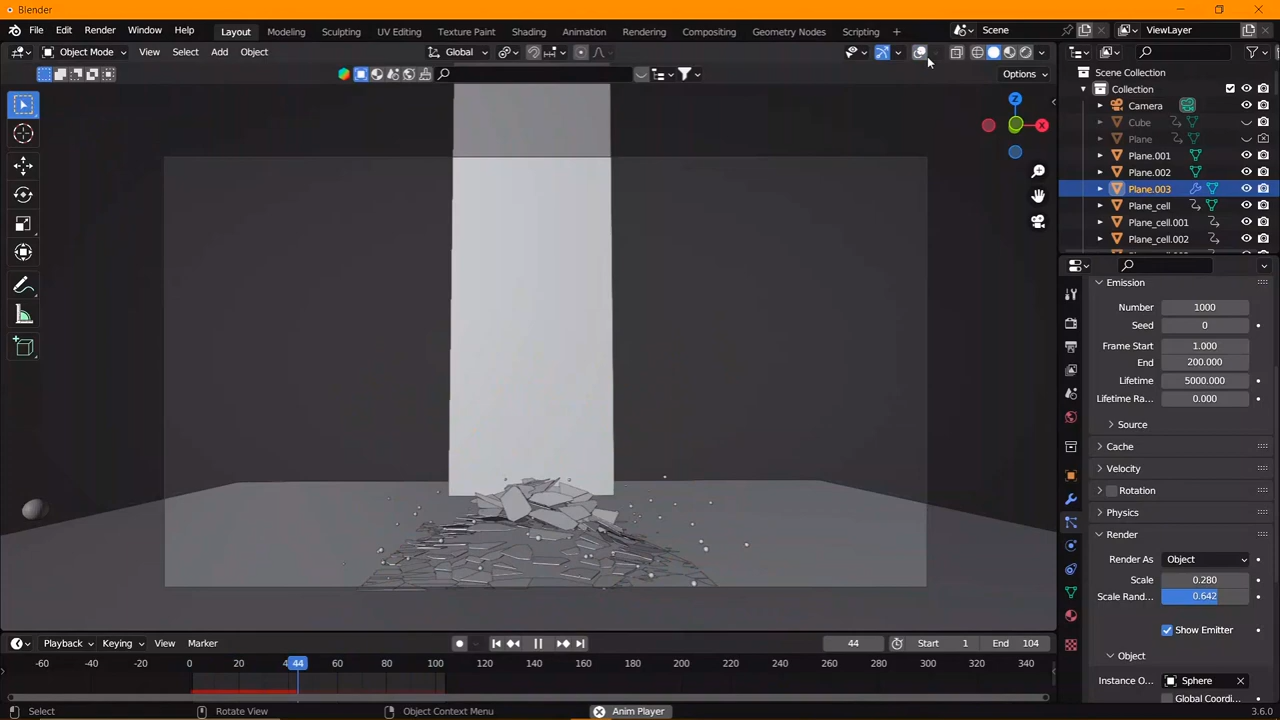 Blender
File Edit Render Window Help Layout Modeling Sculpting UV Editing Texture Paint Shading Animation Rendering Compositing Geometry Nodes Scripting + Scene ViewLayer
Object Mode View Select Add Object Global
Options
Scene Collection
Collection
Camera
Cube
Plane
Plane.001
Plane.002
Plane.003
Plane_cell
Plane_cell.001
Plane_cell.002
Z
X
Emission
Number 1000
Seed 0
Frame Start 1.000
End 200.000
Lifetime 5000.000
Lifetime Ra... 0.000
Source
Cache
Velocity
Rotation
Physics
Render
Render As Object
Scale 0.280
Scale Rand... 0.642
Show Emitter
Object
Instance O... Sphere
Global Coordi...
Playback Keying View Marker 44 Start 1 End 104
-60 -40 -20 0 20 44 60 80 100 120 140 160 180 200 220 240 260 280 300 320 340
Select Rotate View Object Context Menu Anim Player 3.6.0